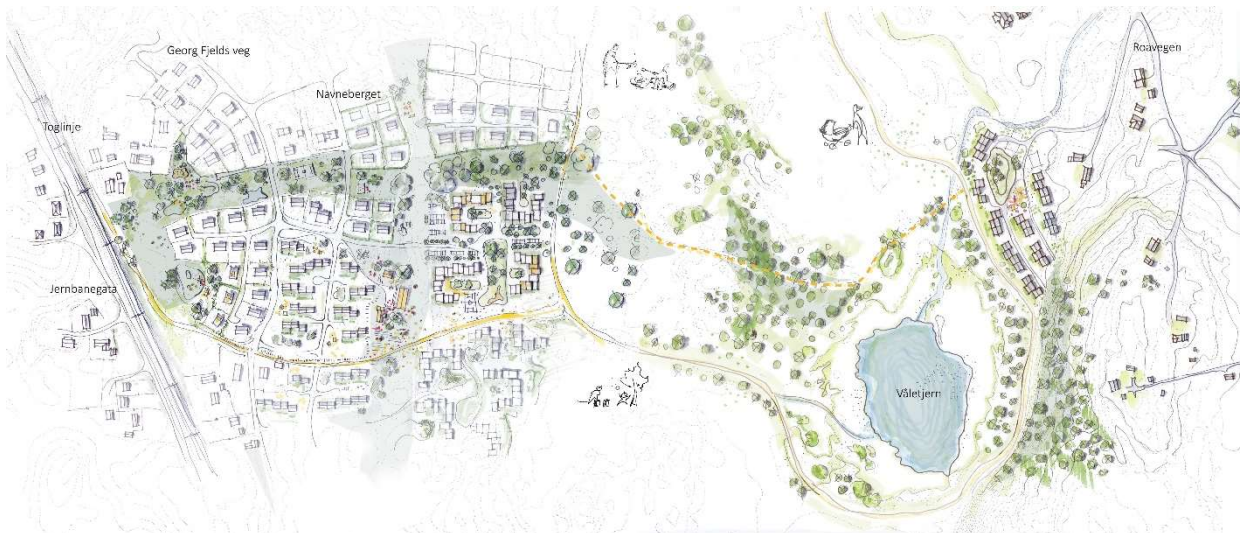 Georg Fjelds veg
Roavegen
Navneberget
Toglinje
Jernbanegata
Våletjern